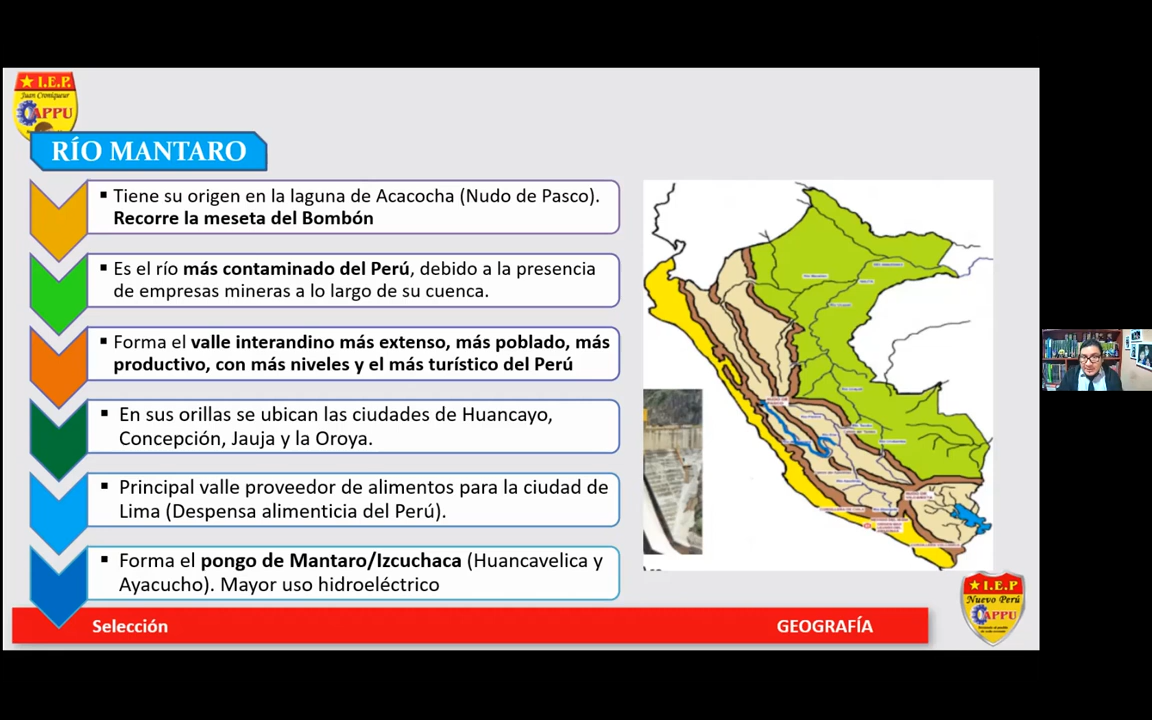 ★ I.E.P.
Juan Croniqueur
CAPPU
RÍO MANTARO
▪ Tiene su origen en la laguna de Acacocha (Nudo de Pasco).
Recorre la meseta del Bombón
▪ Es el río más contaminado del Perú, debido a la presencia
de empresas mineras a lo largo de su cuenca.
▪ Forma el valle interandino más extenso, más poblado, más
productivo, con más niveles y el más turístico del Perú
▪ En sus orillas se ubican las ciudades de Huancayo,
Concepción, Jauja y la Oroya.
▪ Principal valle proveedor de alimentos para la ciudad de
Lima (Despensa alimenticia del Perú).
▪ Forma el pongo de Mantaro/Izcuchaca (Huancavelica y
Ayacucho). Mayor uso hidroeléctrico
Selección
GEOGRAFÍA
★ I.E.P
Nuevo Perú
CAPPU